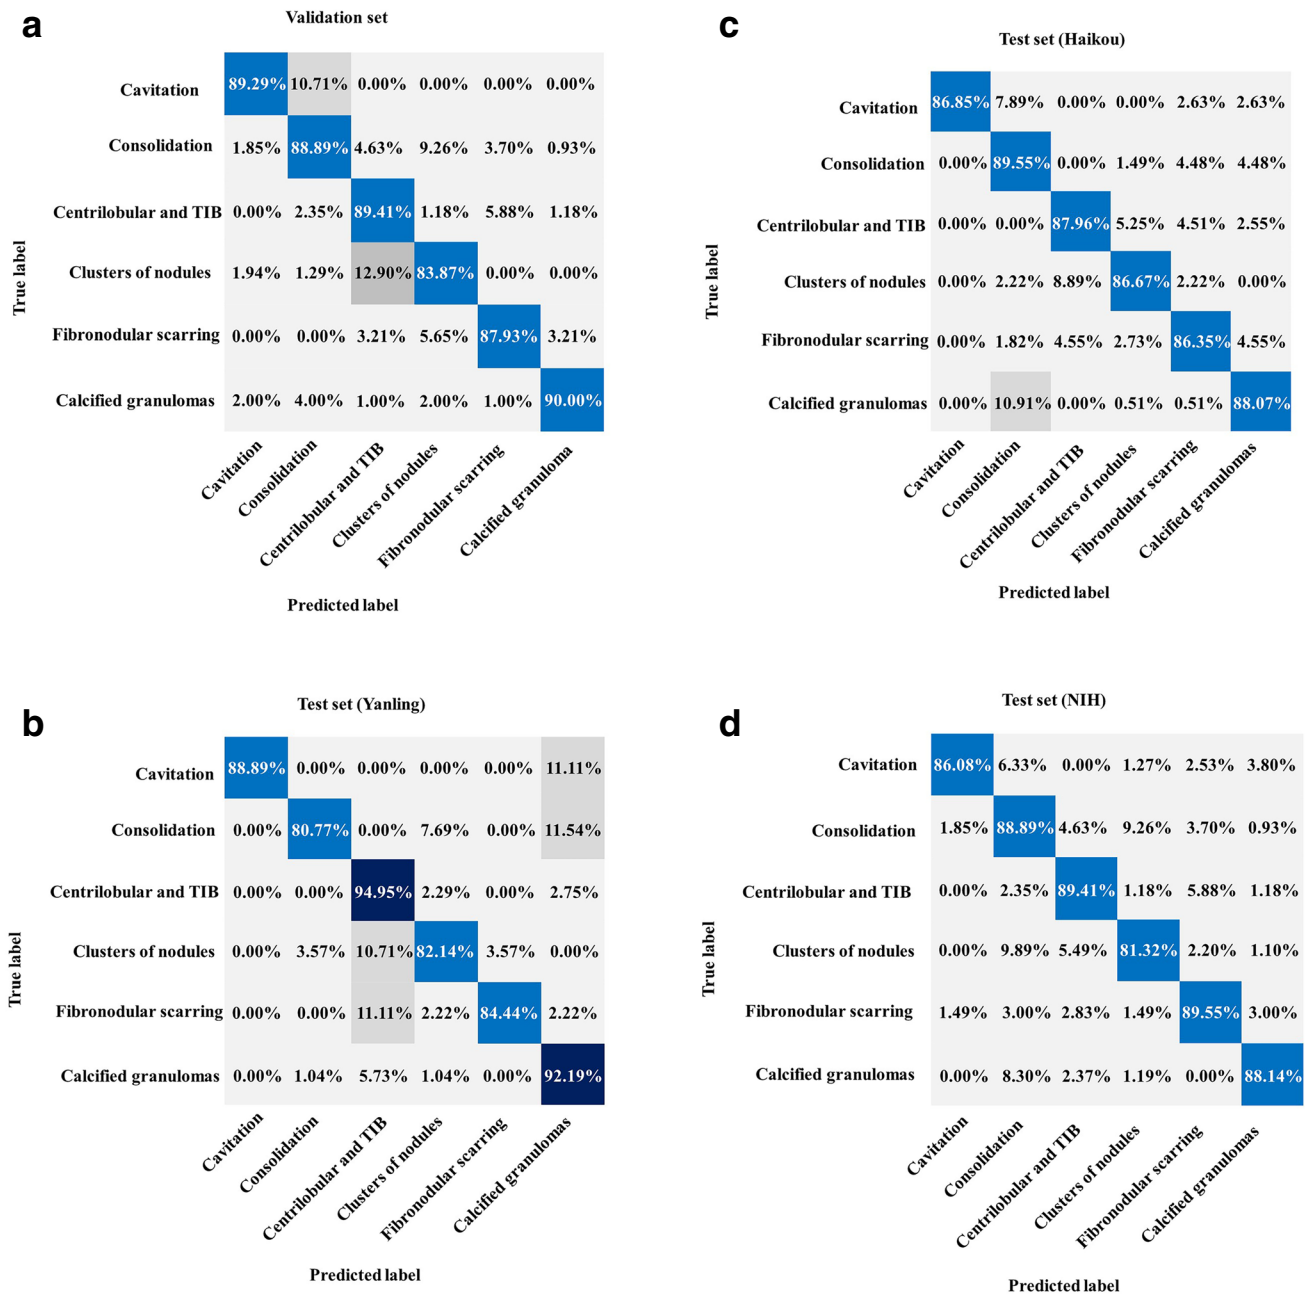 a
Validation set
True label
Cavitation 89.29% 10.71% 0.00% 0.00% 0.00% 0.00%
Consolidation 1.85% 88.89% 4.63% 9.26% 3.70% 0.93%
Centrilobular and TIB 0.00% 2.35% 89.41% 1.18% 5.88% 1.18%
Clusters of nodules 1.94% 1.29% 12.90% 83.87% 0.00% 0.00%
Fibronodular scarring 0.00% 0.00% 3.21% 5.65% 87.93% 3.21%
Calcified granulomas 2.00% 4.00% 1.00% 2.00% 1.00% 90.00%
Cavitation
Consolidation
Centrilobular and TIB
Clusters of nodules
Fibronodular scarring
Calcified granuloma
Predicted label
c
Test set (Haikou)
True label
Cavitation 86.85% 7.89% 0.00% 0.00% 2.63% 2.63%
Consolidation 0.00% 89.55% 0.00% 1.49% 4.48% 4.48%
Centrilobular and TIB 0.00% 0.00% 87.96% 5.25% 4.51% 2.55%
Clusters of nodules 0.00% 2.22% 8.89% 86.67% 2.22% 0.00%
Fibronodular scarring 0.00% 1.82% 4.55% 2.73% 86.35% 4.55%
Calcified granulomas 0.00% 10.91% 0.00% 0.51% 0.51% 88.07%
Cavitation
Consolidation
Centrilobular and TIB
Clusters of nodules
Fibronodular scarring
Calcified granulomas
Predicted label
b
Test set (Yanling)
True label
Cavitation 88.89% 0.00% 0.00% 0.00% 0.00% 11.11%
Consolidation 0.00% 80.77% 0.00% 7.69% 0.00% 11.54%
Centrilobular and TIB 0.00% 0.00% 94.95% 2.29% 0.00% 2.75%
Clusters of nodules 0.00% 3.57% 10.71% 82.14% 3.57% 0.00%
Fibronodular scarring 0.00% 0.00% 11.11% 2.22% 84.44% 2.22%
Calcified granulomas 0.00% 1.04% 5.73% 1.04% 0.00% 92.19%
Cavitation
Consolidation
Centrilobular and TIB
Clusters of nodules
Fibronodular scarring
Calcified granulomas
Predicted label
d
Test set (NIH)
True label
Cavitation 86.08% 6.33% 0.00% 1.27% 2.53% 3.80%
Consolidation 1.85% 88.89% 4.63% 9.26% 3.70% 0.93%
Centrilobular and TIB 0.00% 2.35% 89.41% 1.18% 5.88% 1.18%
Clusters of nodules 0.00% 9.89% 5.49% 81.32% 2.20% 1.10%
Fibronodular scarring 1.49% 3.00% 2.83% 1.49% 89.55% 3.00%
Calcified granulomas 0.00% 8.30% 2.37% 1.19% 0.00% 88.14%
Cavitation
Consolidation
Centrilobular and TIB
Clusters of nodules
Fibronodular scarring
Calcified granulomas
Predicted label